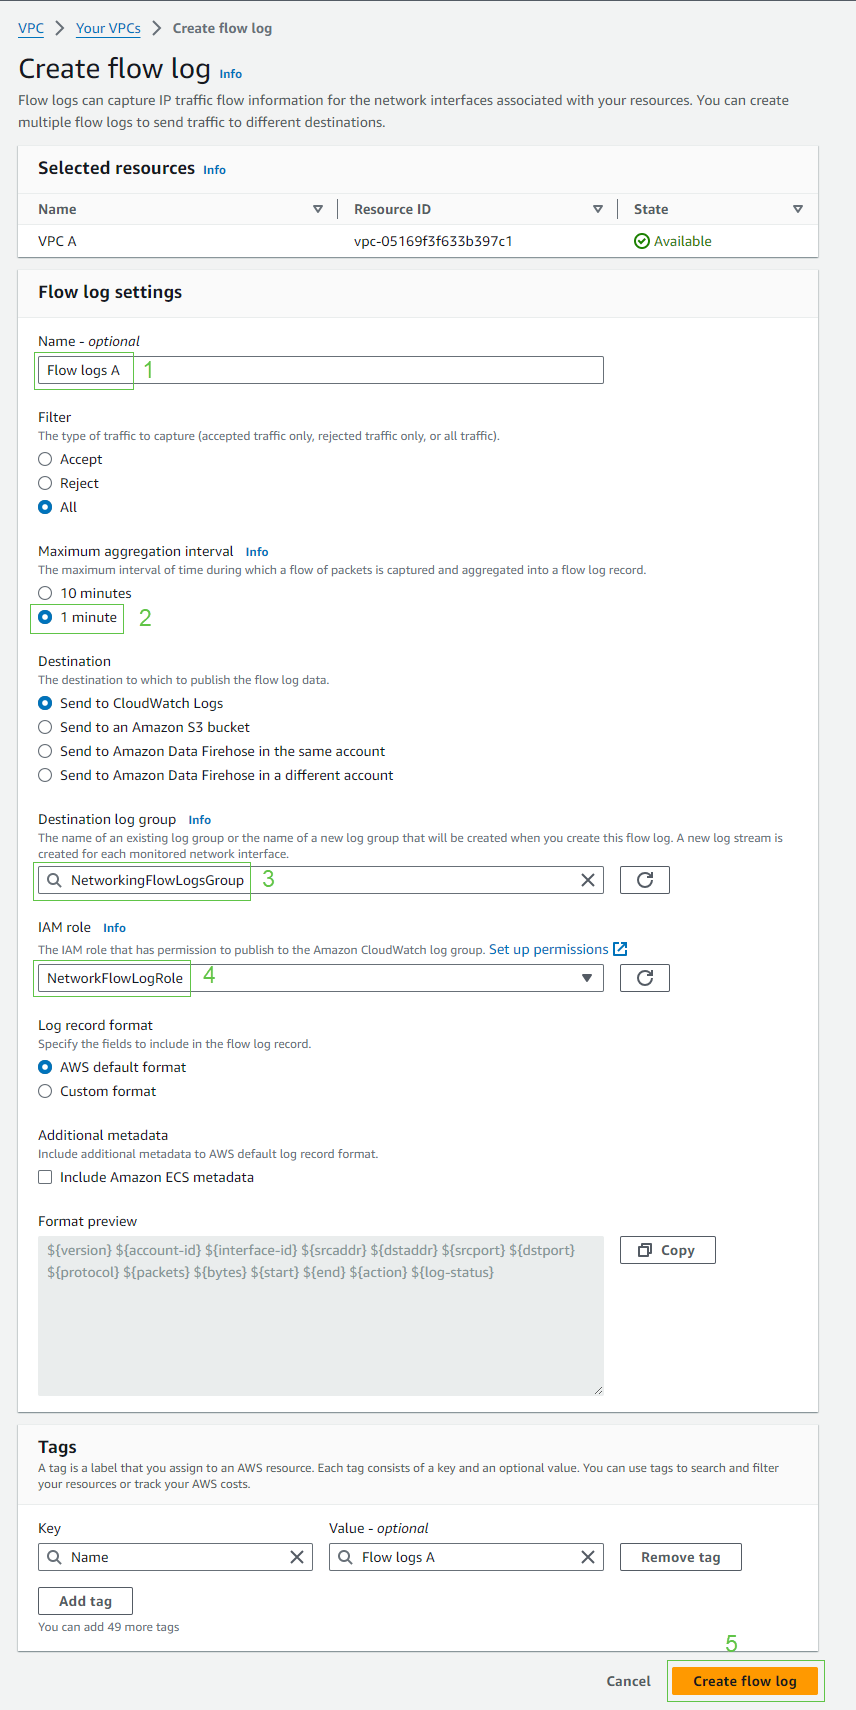 VPC > Your VPCs > Create flow log
Create flow log Info
Flow logs can capture IP traffic flow information for the network interfaces associated with your resources. You can create
multiple flow logs to send traffic to different destinations.
Selected resources Info
Name Resource ID State
VPC A vpc-05169f3f633b397c1 Available
Flow log settings
Name - optional
Flow logs A 1
Filter
The type of traffic to capture (accepted traffic only, rejected traffic only, or all traffic).
Accept
Reject
All
Maximum aggregation interval Info
The maximum interval of time during which a flow of packets is captured and aggregated into a flow log record.
10 minutes
1 minute 2
Destination
The destination to which to publish the flow log data.
Send to CloudWatch Logs
Send to an Amazon S3 bucket
Send to Amazon Data Firehose in the same account
Send to Amazon Data Firehose in a different account
Destination log group Info
The name of an existing log group or the name of a new log group that will be created when you create this flow log. A new log stream is
created for each monitored network interface.
NetworkingFlowLogsGroup 3
IAM role Info
The IAM role that has permission to publish to the Amazon CloudWatch log group. Set up permissions
NetworkFlowLogRole 4
Log record format
Specify the fields to include in the flow log record.
AWS default format
Custom format
Additional metadata
Include additional metadata to AWS default log record format.
Include Amazon ECS metadata
Format preview
${version} ${account-id} ${interface-id} ${srcaddr} ${dstaddr} ${srcport} ${dstport} Copy
${protocol} ${packets} ${bytes} ${start} ${end} ${action} ${log-status}
Tags
A tag is a label that you assign to an AWS resource. Each tag consists of a key and an optional value. You can use tags to search and filter
your resources or track your AWS costs.
Key Value - optional
Name Flow logs A Remove tag
Add tag
You can add 49 more tags
5
Cancel Create flow log